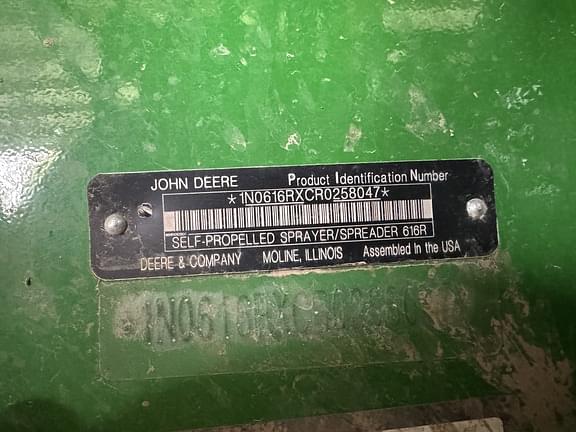 JOHN DEERE Product Identification Number
*1N0616RXCR0258047*
SELF-PROPELLED SPRAYER/SPREADER 616R
DEERE & COMPANY MOLINE, ILLINOIS Assembled in the USA